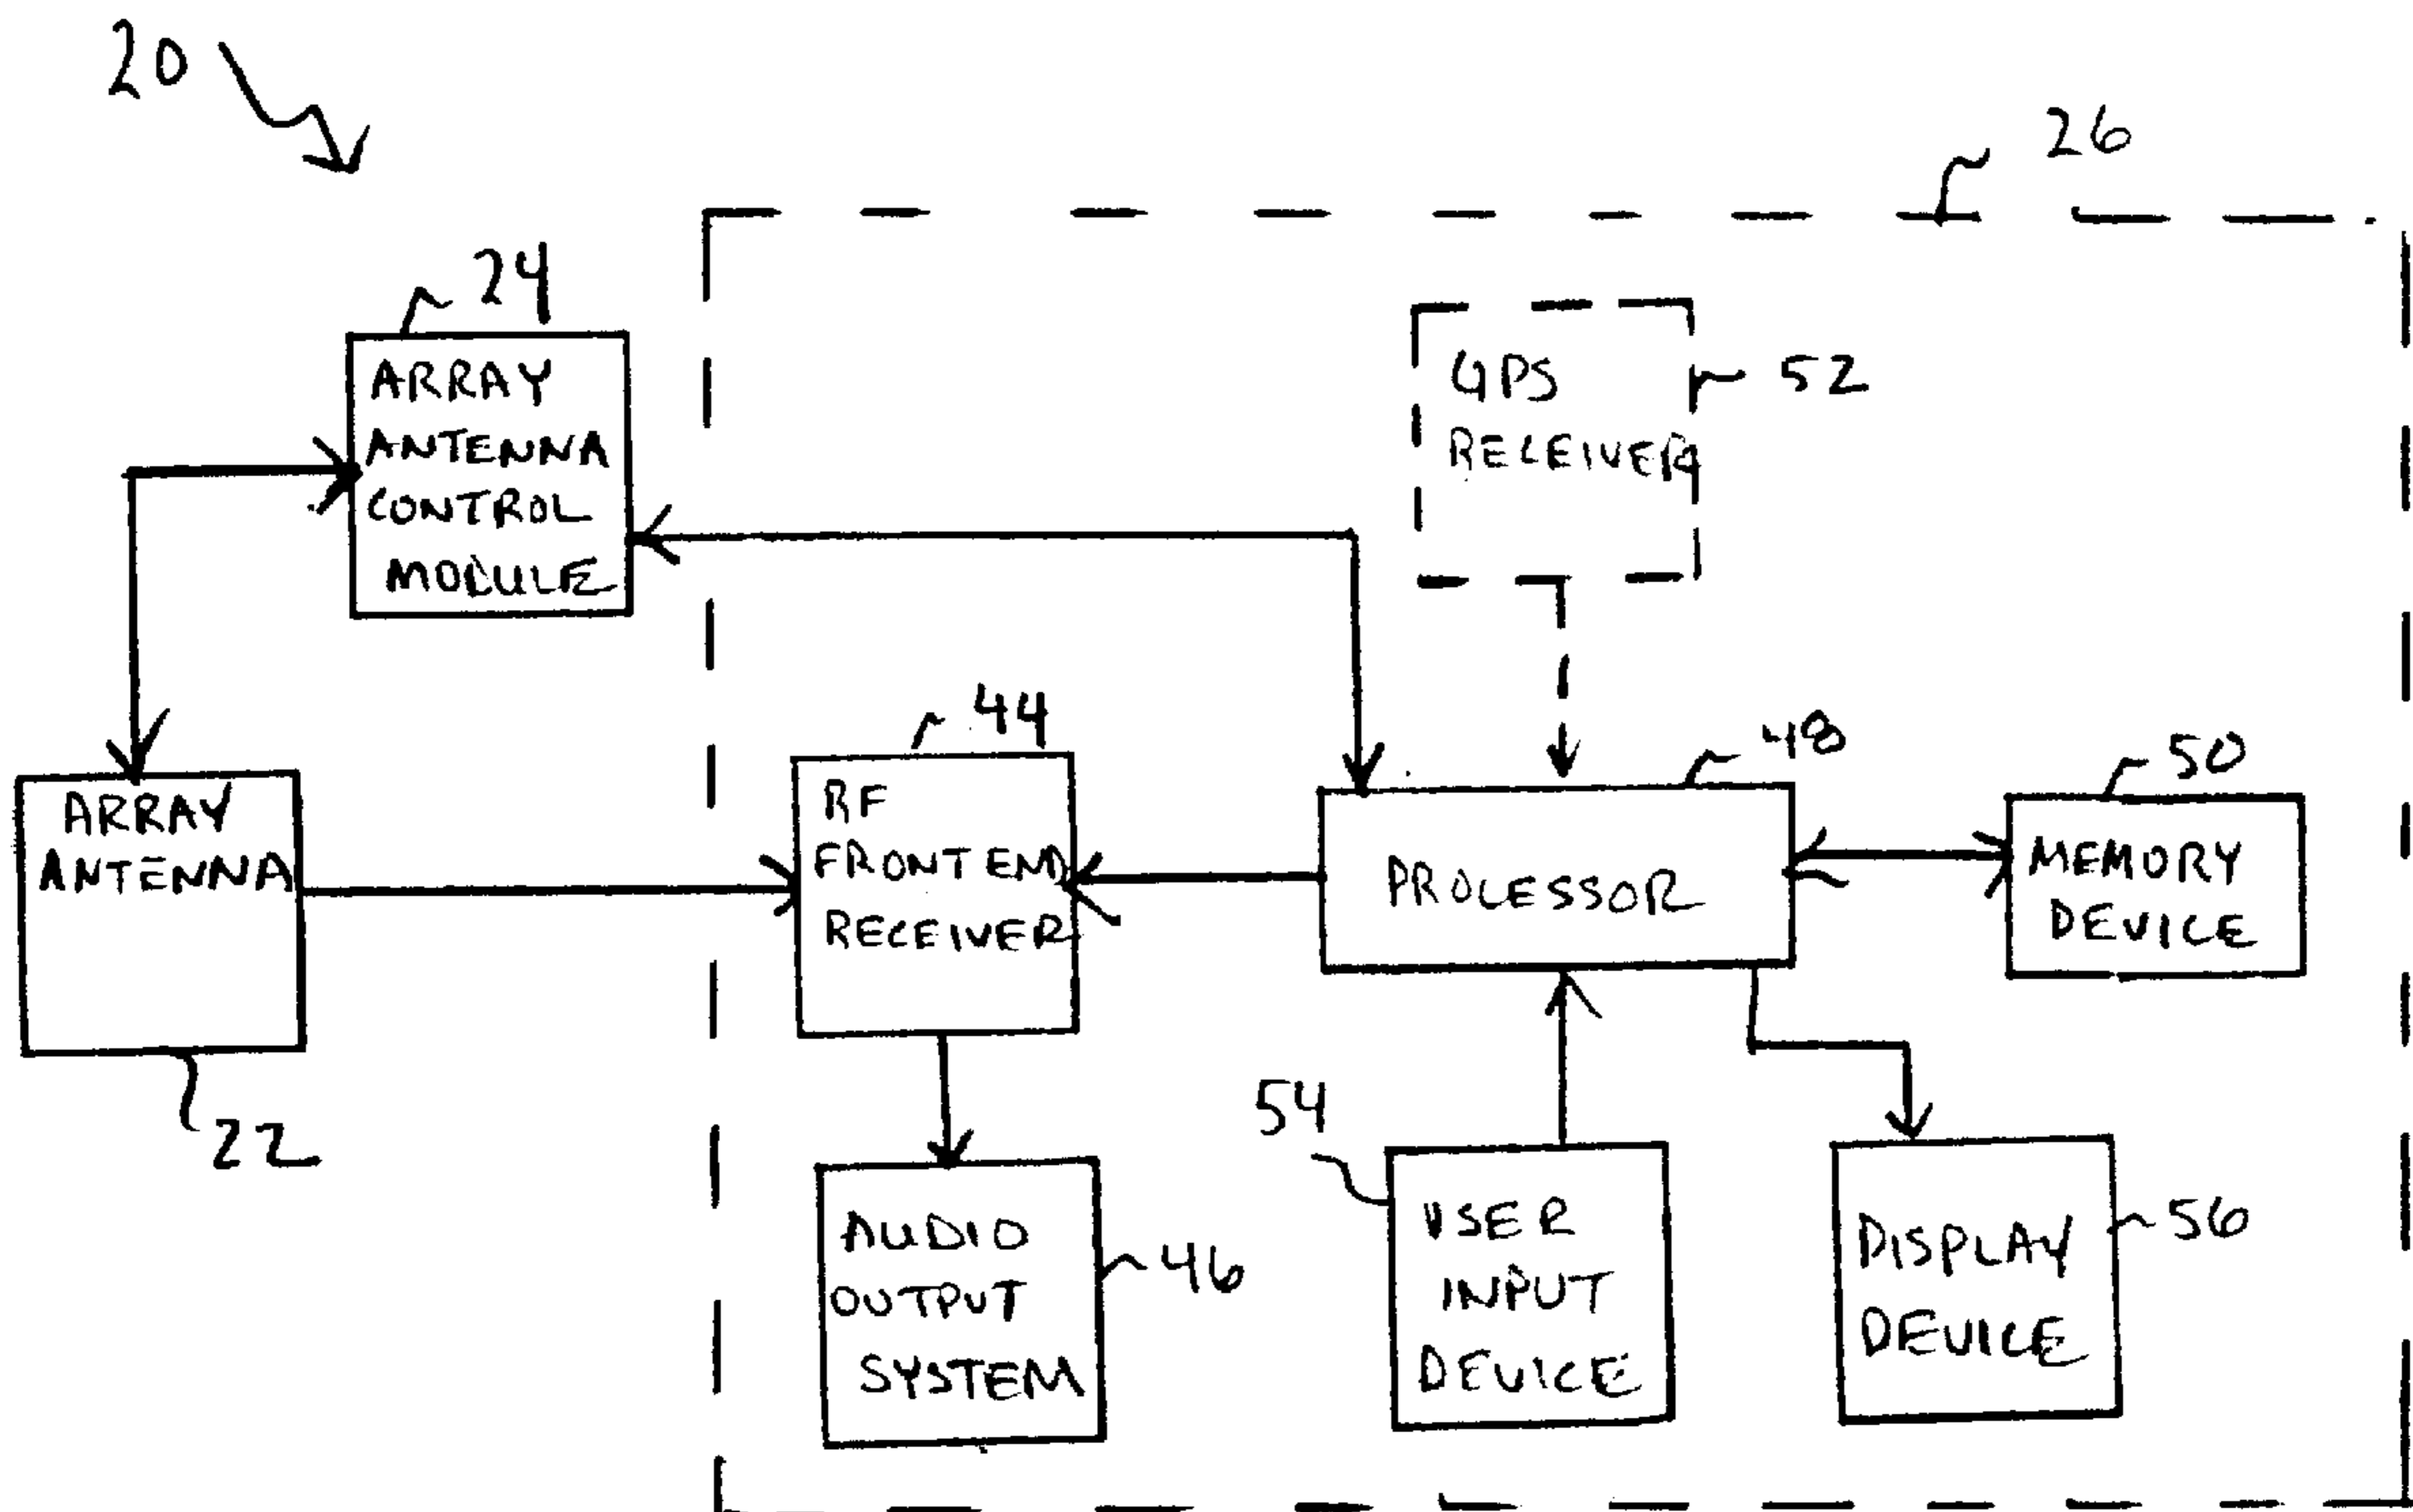 20
26
24
ARRAY
ANTENNA
CONTROL
MODULE
GPS
RECEIVER
52
44
RF
FRONT END
RECEIVER
48
PROCESSOR
50
MEMORY
DEVICE
ARRAY
ANTENNA
22
54
AUDIO
OUTPUT
SYSTEM
46
USER
INPUT
DEVICE
DISPLAY
DEVICE
56